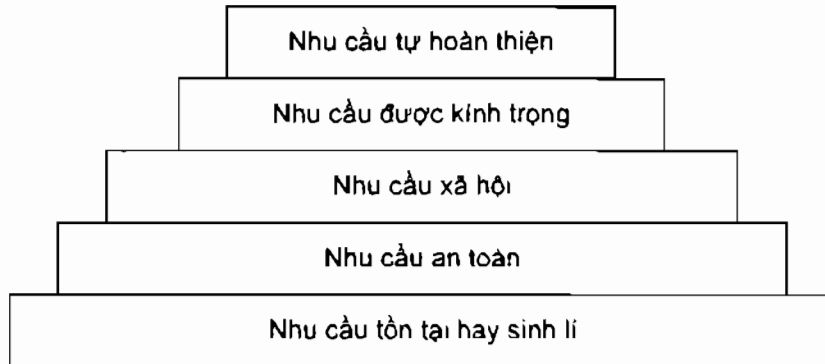 Nhu cầu tự hoàn thiện
Nhu cầu được kính trọng
Nhu cầu xã hội
Nhu cầu an toàn
Nhu cầu tồn tại hay sinh lí